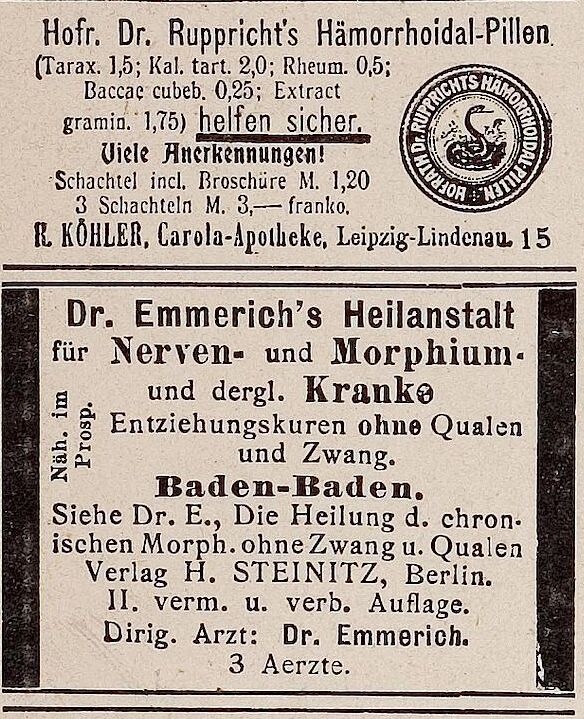 Hofr. Dr. Ruppricht's Hämorrhoidal-Pillen
(Tarax. 1,5; Kal. tart. 2,0; Rheum. 0,5;
Baccae cubeb. 0,25; Extract
gramin. 1,75) helfen sicher.
Viele Anerkennungen!
Schachtel incl. Broschüre M. 1,20
3 Schachteln M. 3,— franko.
HOFRATH Dr. RUPPRICHTS HÄMORRHOIDAL-PILLEN
R. KÖHLER, Carola-Apotheke, Leipzig-Lindenau. 15
Dr. Emmerich's Heilanstalt
für Nerven- und Morphium-
und dergl. Kranke
Entziehungskuren ohne Qualen
und Zwang.
Näh. im
Prosp.
Baden-Baden.
Siehe Dr. E., Die Heilung d. chron-
ischen Morph. ohne Zwang u. Qualen
Verlag H. STEINITZ, Berlin.
II. verm. u. verb. Auflage.
Dirig. Arzt: Dr. Emmerich.
3 Aerzte.